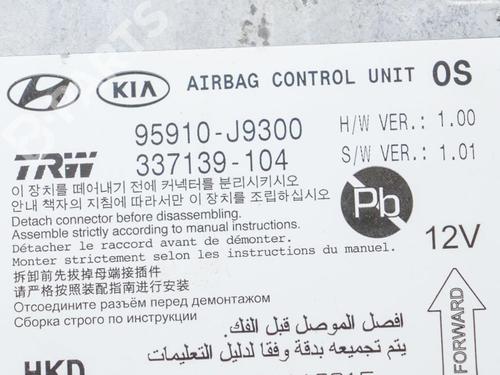 KIA AIRBAG CONTROL UNIT OS
95910-J9300 H/W VER.: 1.00
TRW 337139-104 S/W VER.: 1.01
이 장치를 떼어내기 전에 커넥터를 분리시키시오
안내 책자의 지침에 따라서만 이 장치를 조립하십시오
Detach connector before disassembling.
Assemble strictly according to manual instructions.
Détacher le raccord avant de démonter.
Monter strictement selon les instructions du manuel.
拆卸前先拔掉母端接插件
请严格按照装配指南进行安装
Отсоедините разъём перед демонтажом
Сборка строго по инструкции
Pb
12V
افصل الموصل قبل الفك.
يتم تجميعه بدقة وفقا لدليل التعليمات
FORWARD
HKD